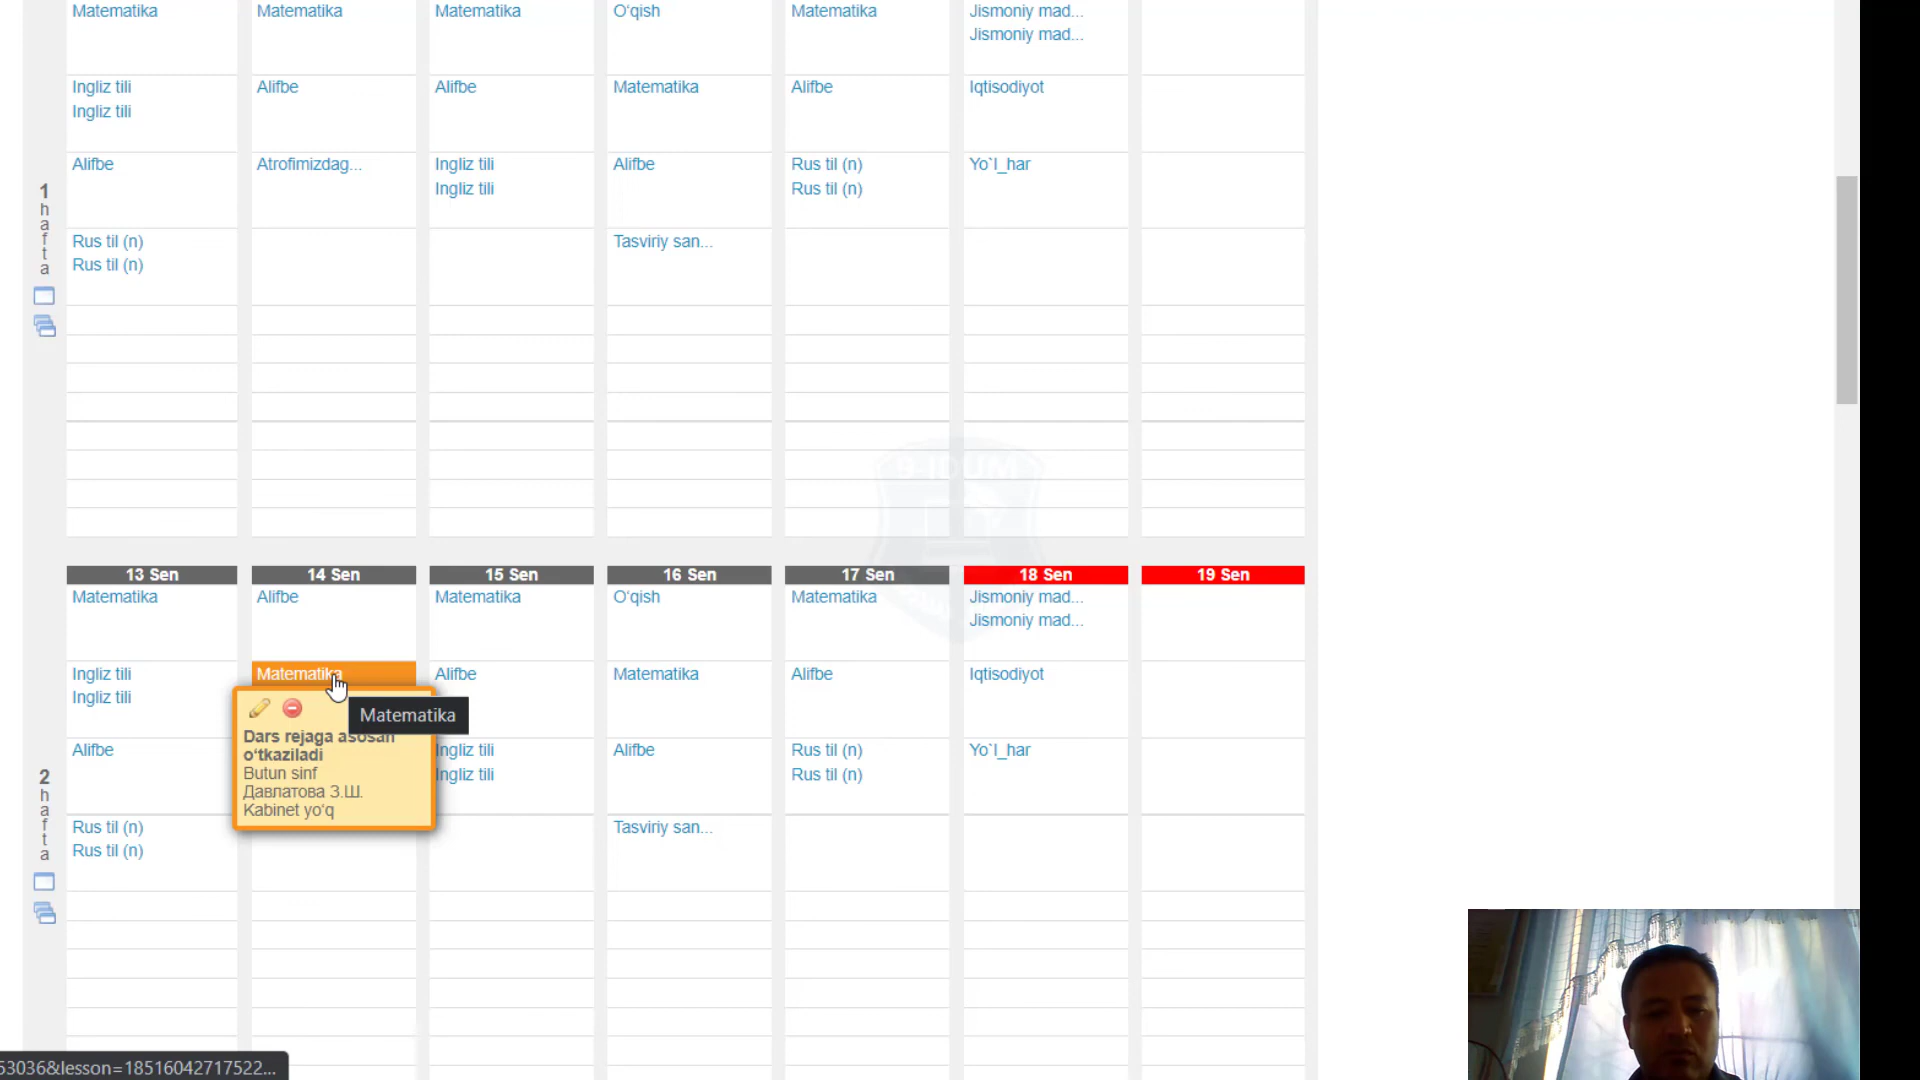 Matematika
Matematika
Matematika
O'qish
Matematika
Jismoniy mad...
Jismoniy mad...
Ingliz tili
Ingliz tili
Alifbe
Alifbe
Matematika
Alifbe
Iqtisodiyot
Alifbe
Atrofimizdag...
Ingliz tili
Ingliz tili
Alifbe
Rus til (n)
Rus til (n)
Yo`l_har
Rus til (n)
Rus til (n)
Tasviriy san...
1
hafta
9-IDUM
13 Sen
14 Sen
15 Sen
16 Sen
17 Sen
18 Sen
19 Sen
Matematika
Alifbe
Matematika
O'qish
Matematika
Jismoniy mad...
Jismoniy mad...
Ingliz tili
Ingliz tili
Matematika
Alifbe
Matematika
Alifbe
Iqtisodiyot
Matematika
Dars rejaga asosan
o'tkaziladi
Butun sinf
Давлатова З.Ш.
Kabinet yo'q
Alifbe
Ingliz tili
Ingliz tili
Alifbe
Rus til (n)
Rus til (n)
Yo`l_har
Rus til (n)
Rus til (n)
Tasviriy san...
2
hafta
53036&lesson=18516042717522...